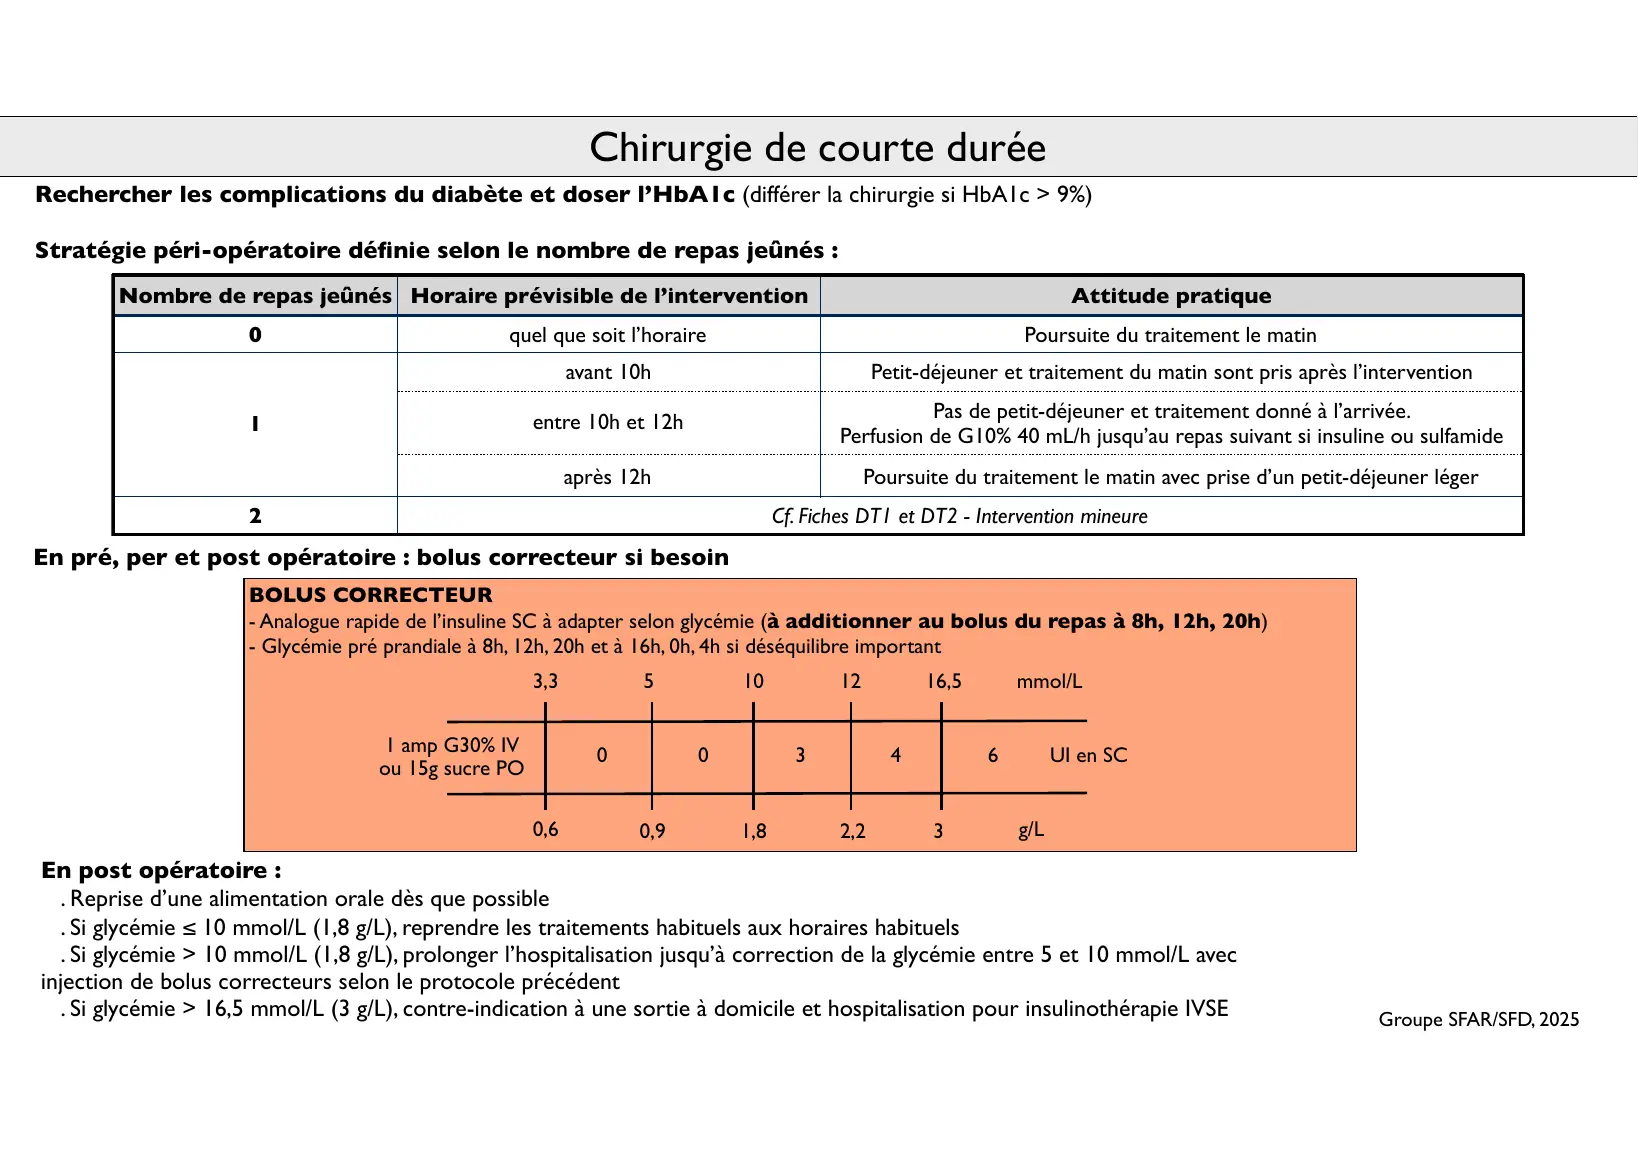 Chirurgie de courte durée
Rechercher les complications du diabète et doser l’HbA1c (différer la chirurgie si HbA1c > 9%)
Stratégie péri-opératoire définie selon le nombre de repas jeûnés :
Nombre de repas jeûnés Horaire prévisible de l’intervention Attitude pratique
0 quel que soit l’horaire Poursuite du traitement le matin
avant 10h Petit-déjeuner et traitement du matin sont pris après l’intervention
1 entre 10h et 12h Pas de petit-déjeuner et traitement donné à l’arrivée.
Perfusion de G10% 40 mL/h jusqu’au repas suivant si insuline ou sulfamide
après 12h Poursuite du traitement le matin avec prise d’un petit-déjeuner léger
2 Cf. Fiches DT1 et DT2 - Intervention mineure
En pré, per et post opératoire : bolus correcteur si besoin
BOLUS CORRECTEUR
- Analogue rapide de l’insuline SC à adapter selon glycémie (à additionner au bolus du repas à 8h, 12h, 20h)
- Glycémie pré prandiale à 8h, 12h, 20h et à 16h, 0h, 4h si déséquilibre important
3,3 5 10 12 16,5 mmol/L
1 amp G30% IV
ou 15g sucre PO
0 0 3 4 6 UI en SC
0,6 0,9 1,8 2,2 3 g/L
En post opératoire :
. Reprise d’une alimentation orale dès que possible
. Si glycémie ≤ 10 mmol/L (1,8 g/L), reprendre les traitements habituels aux horaires habituels
. Si glycémie > 10 mmol/L (1,8 g/L), prolonger l’hospitalisation jusqu’à correction de la glycémie entre 5 et 10 mmol/L avec
injection de bolus correcteurs selon le protocole précédent
. Si glycémie > 16,5 mmol/L (3 g/L), contre-indication à une sortie à domicile et hospitalisation pour insulinothérapie IVSE
Groupe SFAR/SFD, 2025